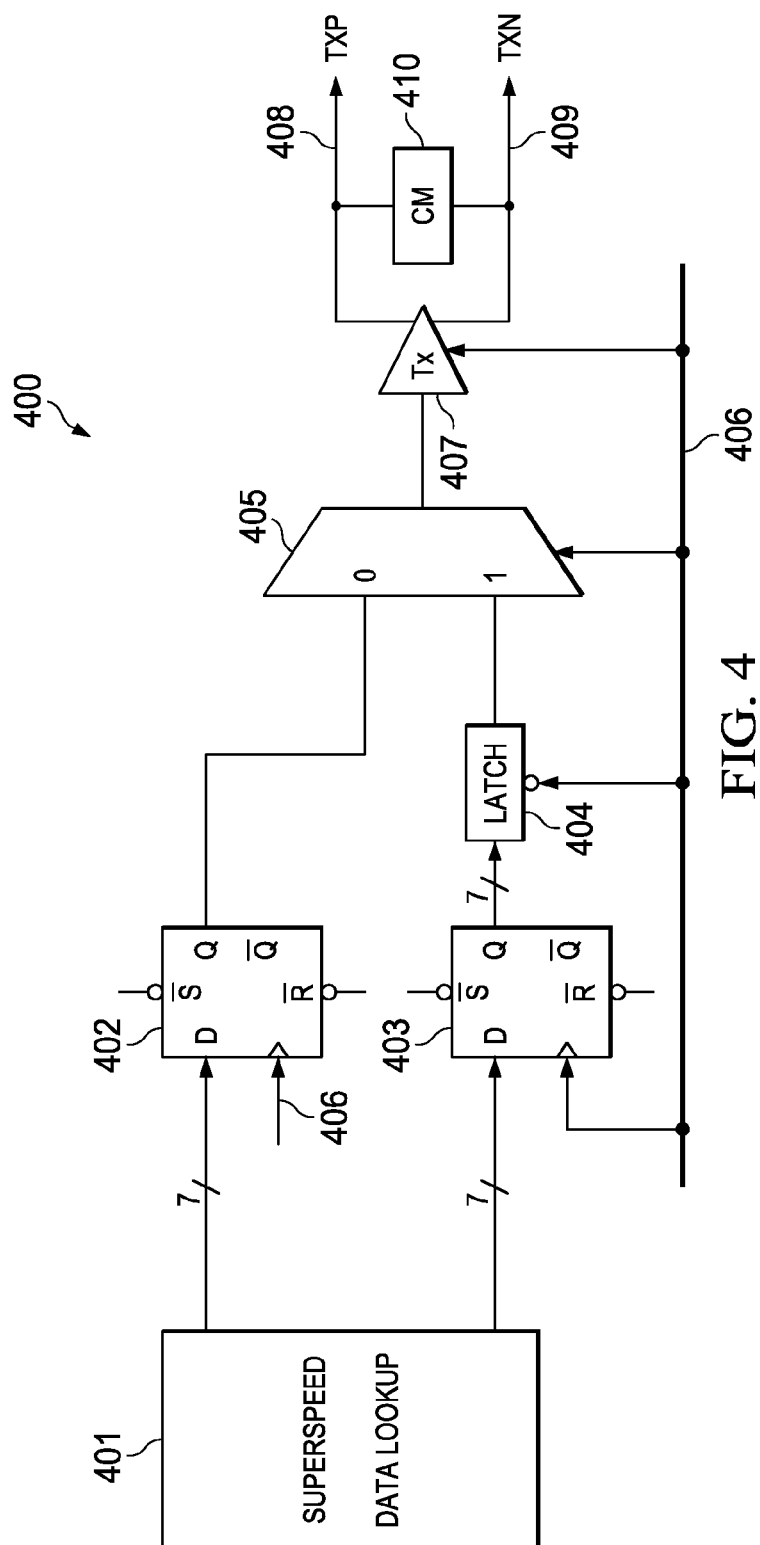 400
401
SUPERSPEED
DATA LOOKUP
7
7
402
S
D
Q
Q
R
406
403
S
D
Q
Q
R
7
LATCH
404
405
0
1
Tx
407
408
TXP
CM
410
409
TXN
406
FIG. 4